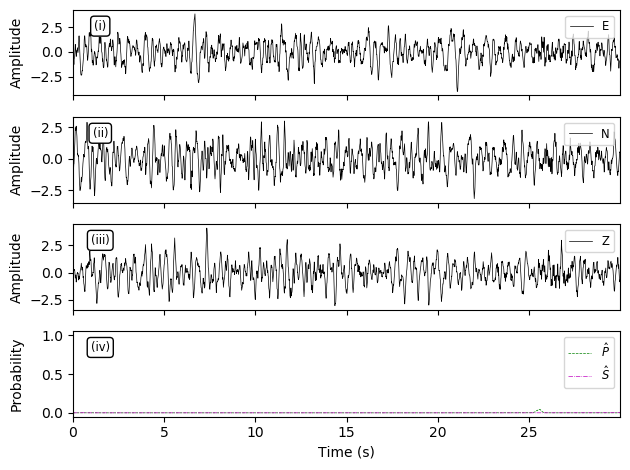 Amplitude
2.5
0.0
−2.5
(i)
E
Amplitude
2.5
0.0
−2.5
(ii)
N
Amplitude
2.5
0.0
−2.5
(iii)
Z
Probability
1.0
0.5
0.0
(iv)
P̂
Ŝ
0 5 10 15 20 25
Time (s)